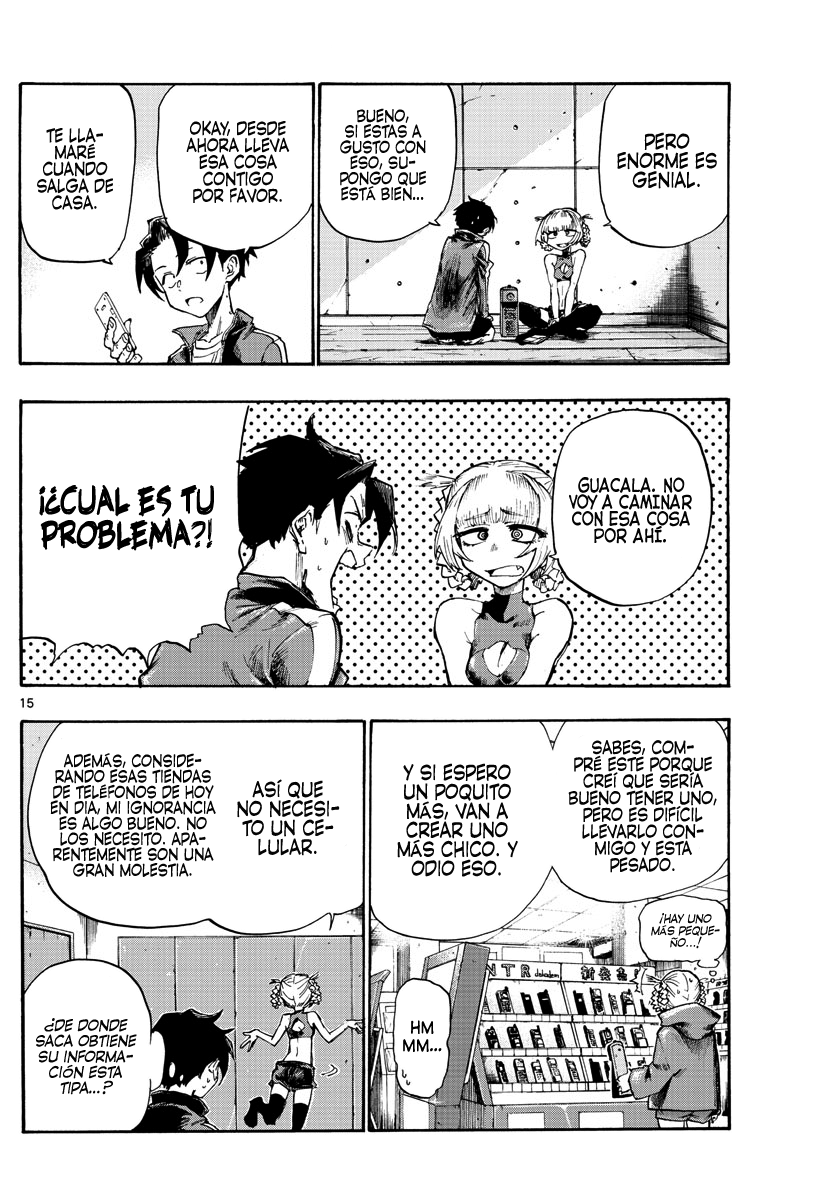 PERO
ENORME ES
GENIAL.
BUENO,
SI ESTAS A
GUSTO CON
ESO, SU-
PONGO QUE
ESTÁ BIEN...
OKAY, DESDE
AHORA LLEVA
ESA COSA
CONTIGO
POR FAVOR.
TE LLA-
MARÉ
CUANDO
SALGA DE
CASA.
GUACALA. NO
VOY A CAMINAR
CON ESA COSA
POR AHÍ.
¡¿CUAL ES TU
PROBLEMA?!
15
SABES, COM-
PRÉ ESTE PORQUE
CREÍ QUE SERÍA
BUENO TENER UNO,
PERO ES DIFÍCIL
LLEVARLO CON-
MIGO Y ESTA
PESADO.
Y SI ESPERO
UN POQUITO
MÁS, VAN A
CREAR UNO
MÁS CHICO. Y
ODIO ESO.
¡HAY UNO
MÁS PEQUE-
ÑO...!
NTR dokodem
HM
MM...
ASÍ QUE
NO NECESI-
TO UN CE-
LULAR.
ADEMÁS, CONSIDE-
RANDO ESAS TIENDAS
DE TELÉFONOS DE HOY
EN DIA, MI IGNORANCIA
ES ALGO BUENO. NO
LOS NECESITO. APA-
RENTEMENTE SON UNA
GRAN MOLESTIA.
¿DE DONDE
SACA OBTIENE
SU INFORMA-
CIÓN ESTA
TIPA...?